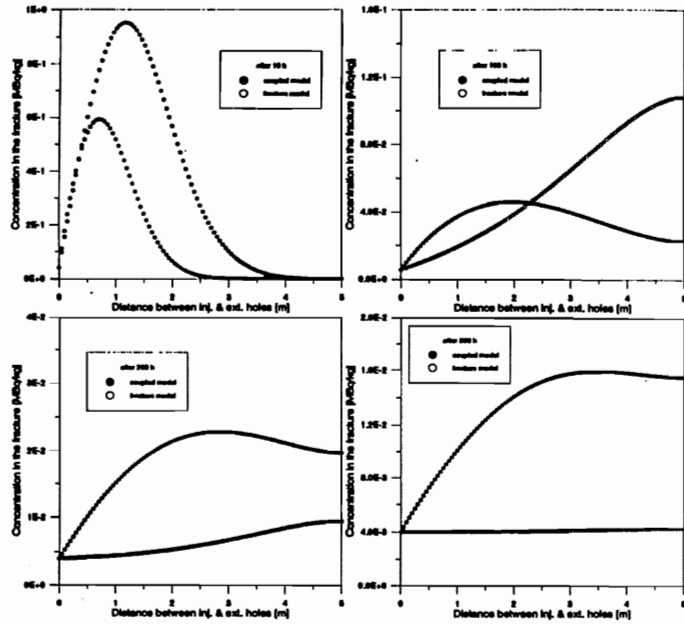 Concentration in the fracture [MBq/kg]
1E+0
8E-1
6E-1
4E-1
2E-1
0E+0
after 10 h
coupled model
fracture model
0 1 2 3 4 5
Distance between inj. & ext. holes [m]
Concentration in the fracture [MBq/kg]
1.6E-1
1.2E-1
8.0E-2
4.0E-2
0.0E+0
after 100 h
coupled model
fracture model
0 1 2 3 4 5
Distance between inj. & ext. holes [m]
Concentration in the fracture [MBq/kg]
4E-2
3E-2
2E-2
1E-2
0E+0
after 200 h
coupled model
fracture model
0 1 2 3 4 5
Distance between inj. & ext. holes [m]
Concentration in the fracture [MBq/kg]
2.0E-2
1.6E-2
1.2E-2
8.0E-3
4.0E-3
0.0E+0
after
h
coupled model
fracture model
0 1 2 3 4 5
Distance between inj. & ext. holes [m]